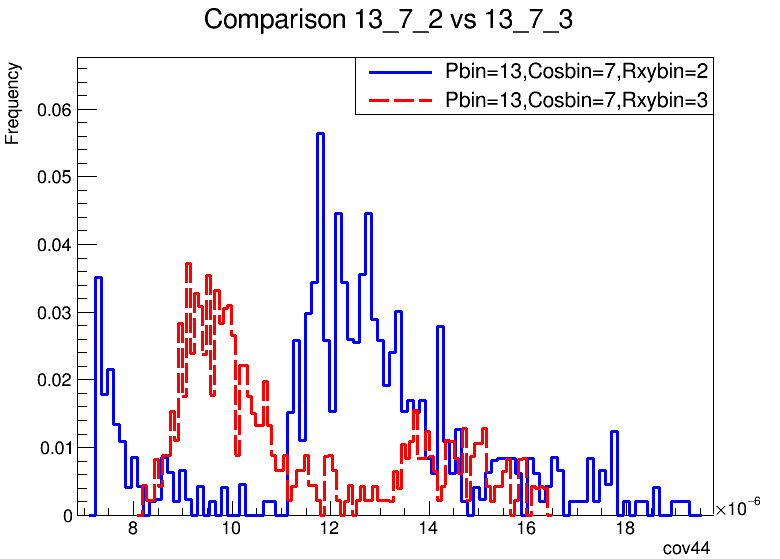 Comparison 13_7_2 vs 13_7_3
Pbin=13,Cosbin=7,Rxybin=2
Pbin=13,Cosbin=7,Rxybin=3
Frequency
0.06
0.05
0.04
0.03
0.02
0.01
0
8 10 12 14 16 18
×10⁻⁶
cov44